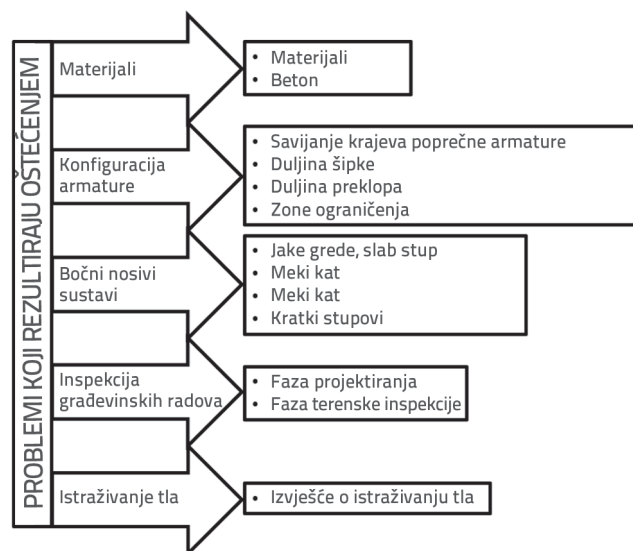 PROBLEMI KOJI REZULTIRAJU OŠTEĆENJEM
Materijali
• Materijali
• Beton
Konfiguracija
armature
• Savijanje krajeva poprečne armature
• Duljina šipke
• Duljina preklopa
• Zone ograničenja
Bočni nosivi
sustavi
• Jake grede, slab stup
• Meki kat
• Meki kat
• Kratki stupovi
Inspekcija
građevinskih radova
• Faza projektiranja
• Faza terenske inspekcije
Istraživanje tla
• Izvješće o istraživanju tla